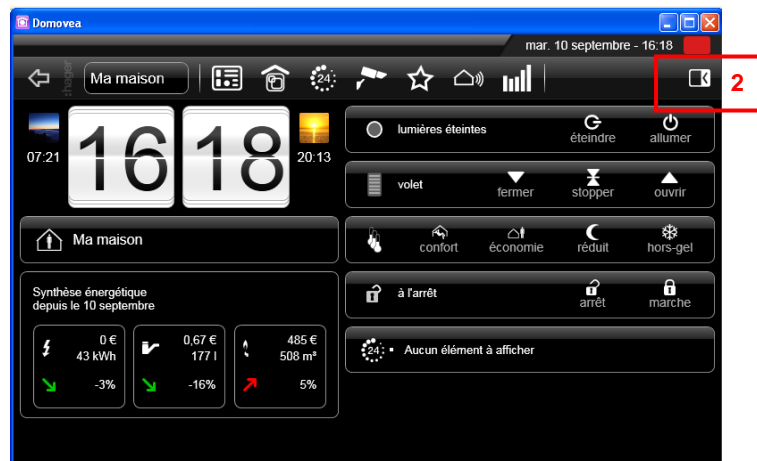 Domovea
mar. 10 septembre - 16:18
:hager
Ma maison
24
2
07:21
16 18
20:13
lumières éteintes
éteindre
allumer
volet
fermer
stopper
ouvrir
Ma maison
confort
économie
réduit
hors-gel
Synthèse énergétique
depuis le 10 septembre
à l'arrêt
arrêt
marche
0 €
43 kWh
-3%
0,67 €
177 l
-16%
485 €
508 m³
5%
24
Aucun élément à afficher